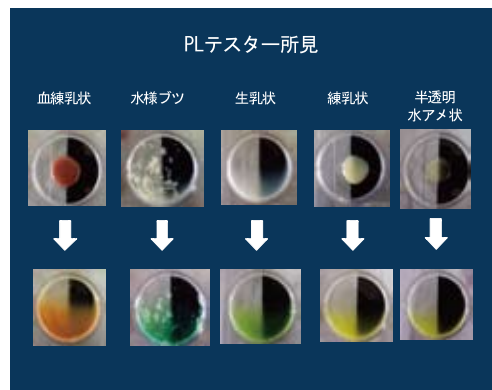 PLテスター所見
血練乳状
水様ブツ
生乳状
練乳状
半透明
水アメ状